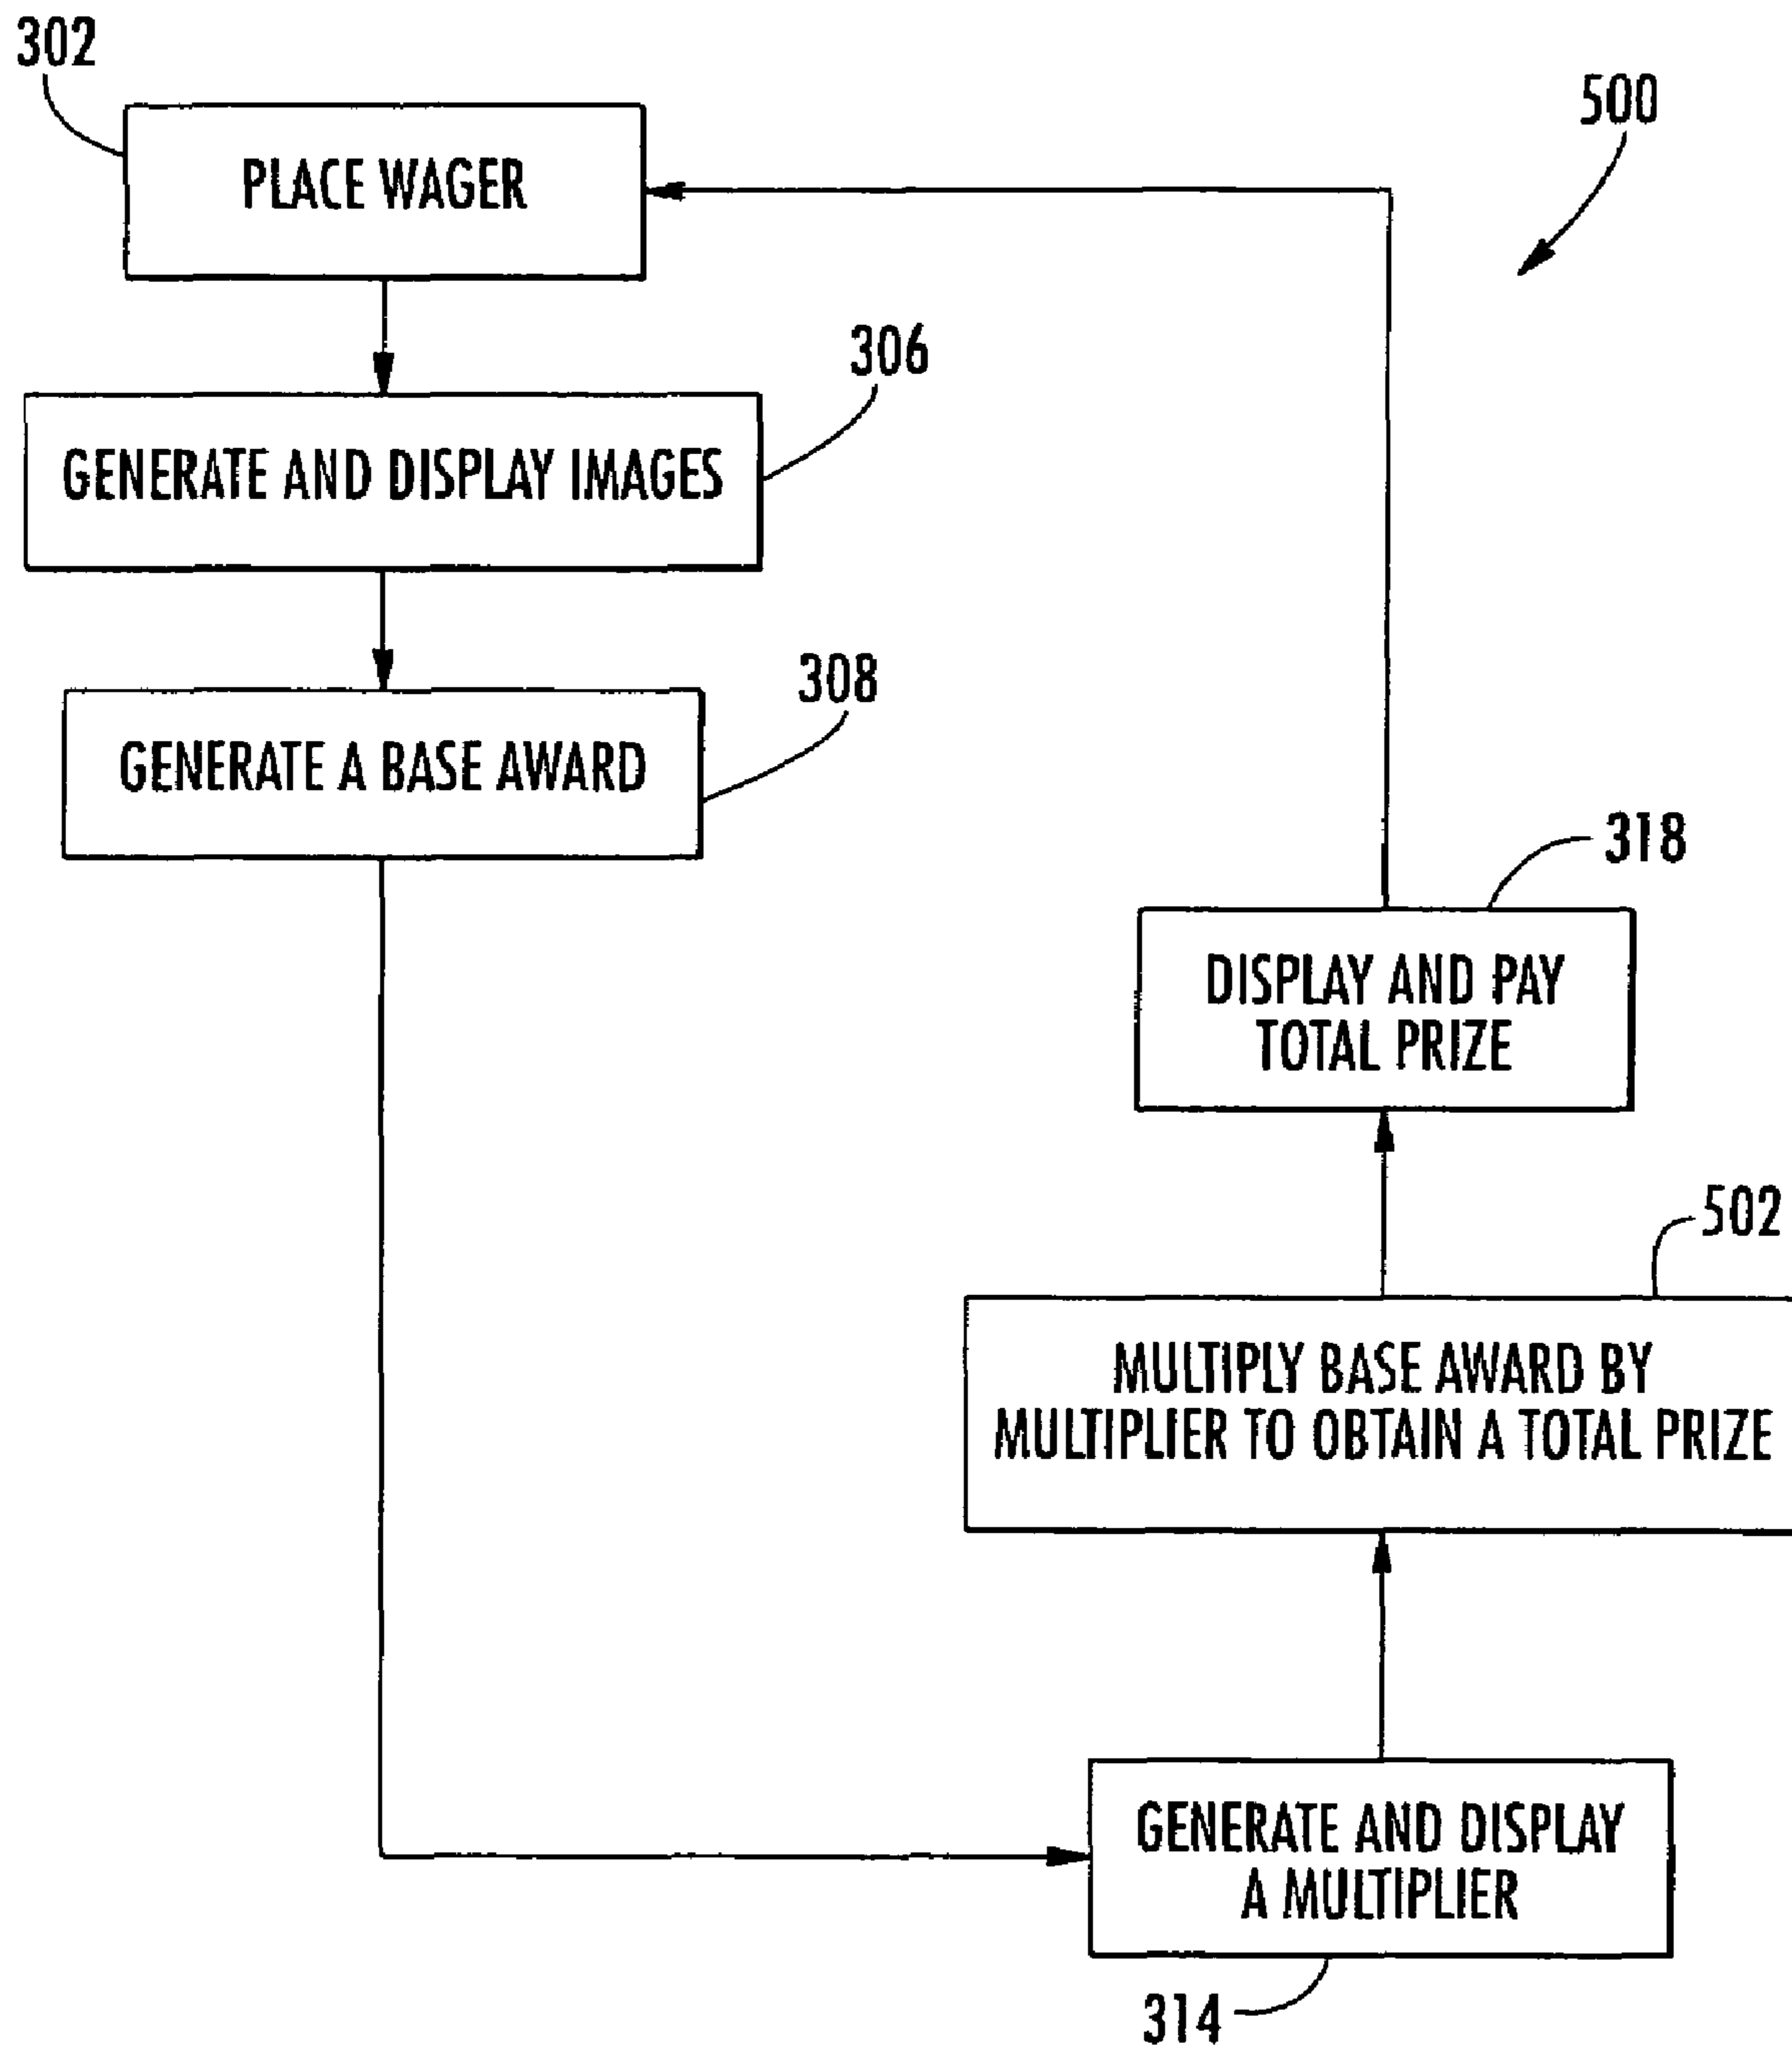 302
500
PLACE WAGER
306
GENERATE AND DISPLAY IMAGES
308
GENERATE A BASE AWARD
318
DISPLAY AND PAY
TOTAL PRIZE
502
MULTIPLY BASE AWARD BY
MULTIPLIER TO OBTAIN A TOTAL PRIZE
GENERATE AND DISPLAY
A MULTIPLIER
314